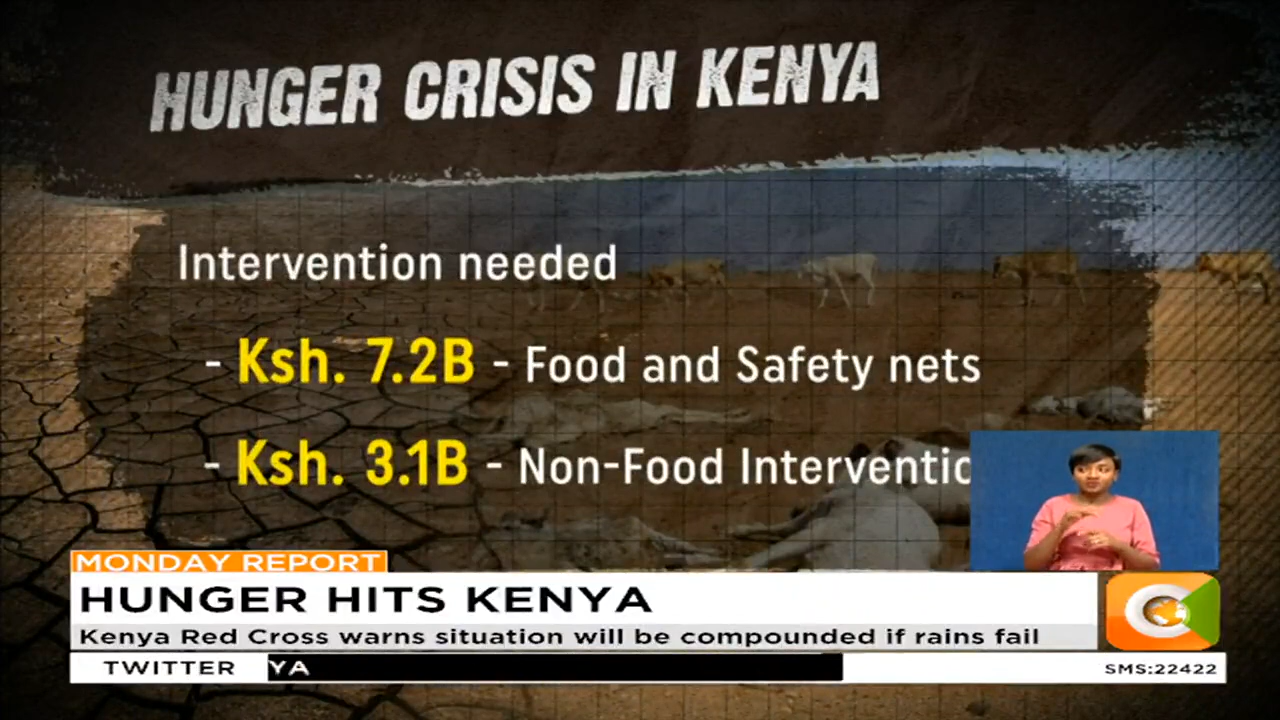 HUNGER CRISIS IN KENYA
Intervention needed
- Ksh. 7.2B - Food and Safety nets
- Ksh. 3.1B - Non-Food
MONDAY REPORT
HUNGER HITS KENYA
Kenya Red Cross warns situation will be compounded if rains fail
TWITTER YA SMS:22422